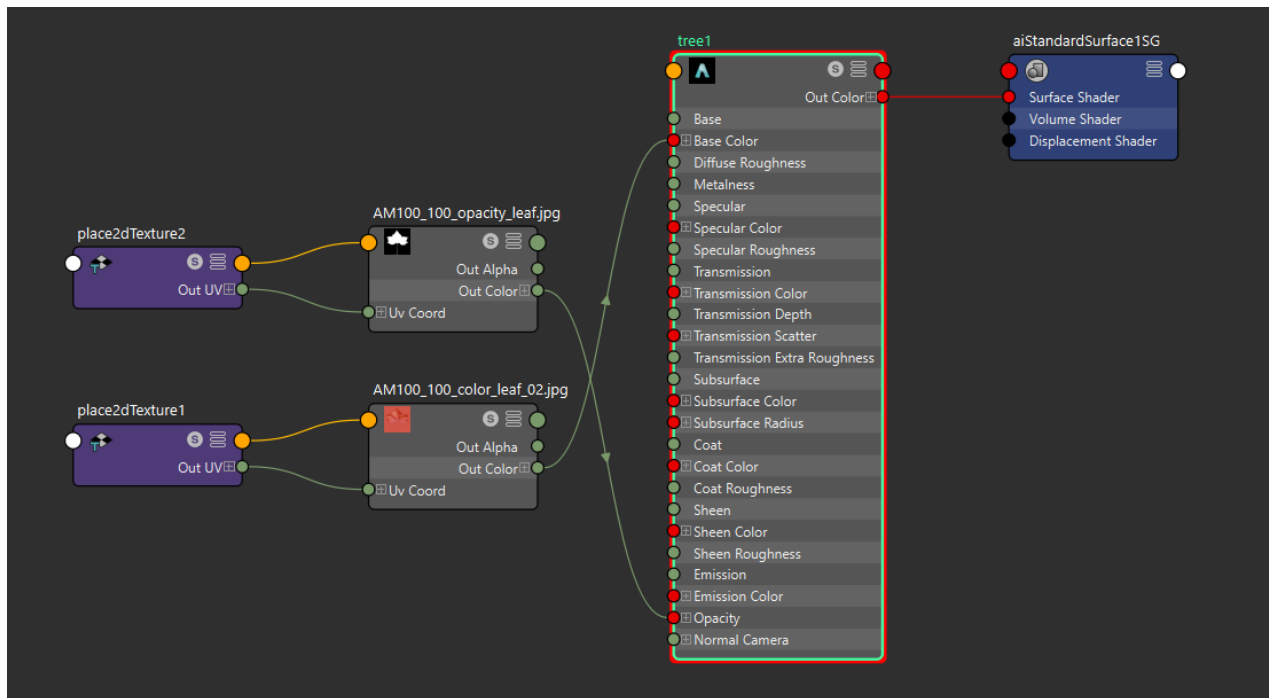 place2dTexture2
Out UV
place2dTexture1
Out UV
AM100_100_opacity_leaf.jpg
Out Alpha
Out Color
Uv Coord
AM100_100_color_leaf_02.jpg
Out Alpha
Out Color
Uv Coord
tree1
Out Color
Base
Base Color
Diffuse Roughness
Metalness
Specular
Specular Color
Specular Roughness
Transmission
Transmission Color
Transmission Depth
Transmission Scatter
Transmission Extra Roughness
Subsurface
Subsurface Color
Subsurface Radius
Coat
Coat Color
Coat Roughness
Sheen
Sheen Color
Sheen Roughness
Emission
Emission Color
Opacity
Normal Camera
aiStandardSurface1SG
Surface Shader
Volume Shader
Displacement Shader